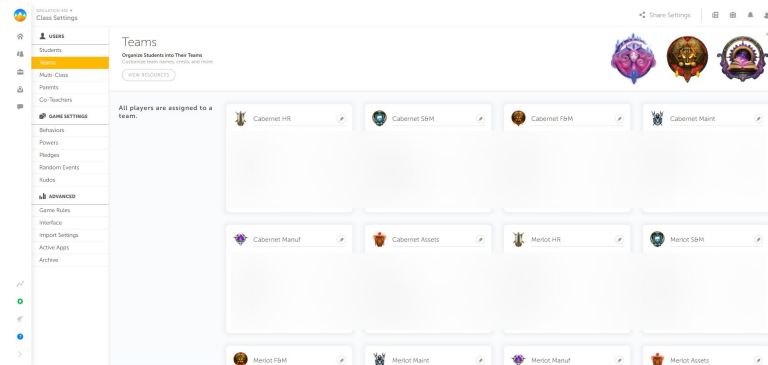 Class Settings
Share Settings
USERS
Students
Teams
Multi-Class
Parents
Co-Teachers
GAME SETTINGS
Behaviors
Powers
Pledges
Random Events
Kudos
ADVANCED
Game Rules
Interface
Import Settings
Active Apps
Archive
Teams
Organize Students into Their Teams
Customize team names, crests, and more.
VIEW RESOURCES
All players are assigned to a
team.
Cabernet HR
Cabernet S&M
Cabernet F&M
Cabernet Maint
Cabernet Manuf
Cabernet Assets
Merlot HR
Merlot S&M
Merlot F&M
Merlot Maint
Merlot Manuf
Merlot Assets